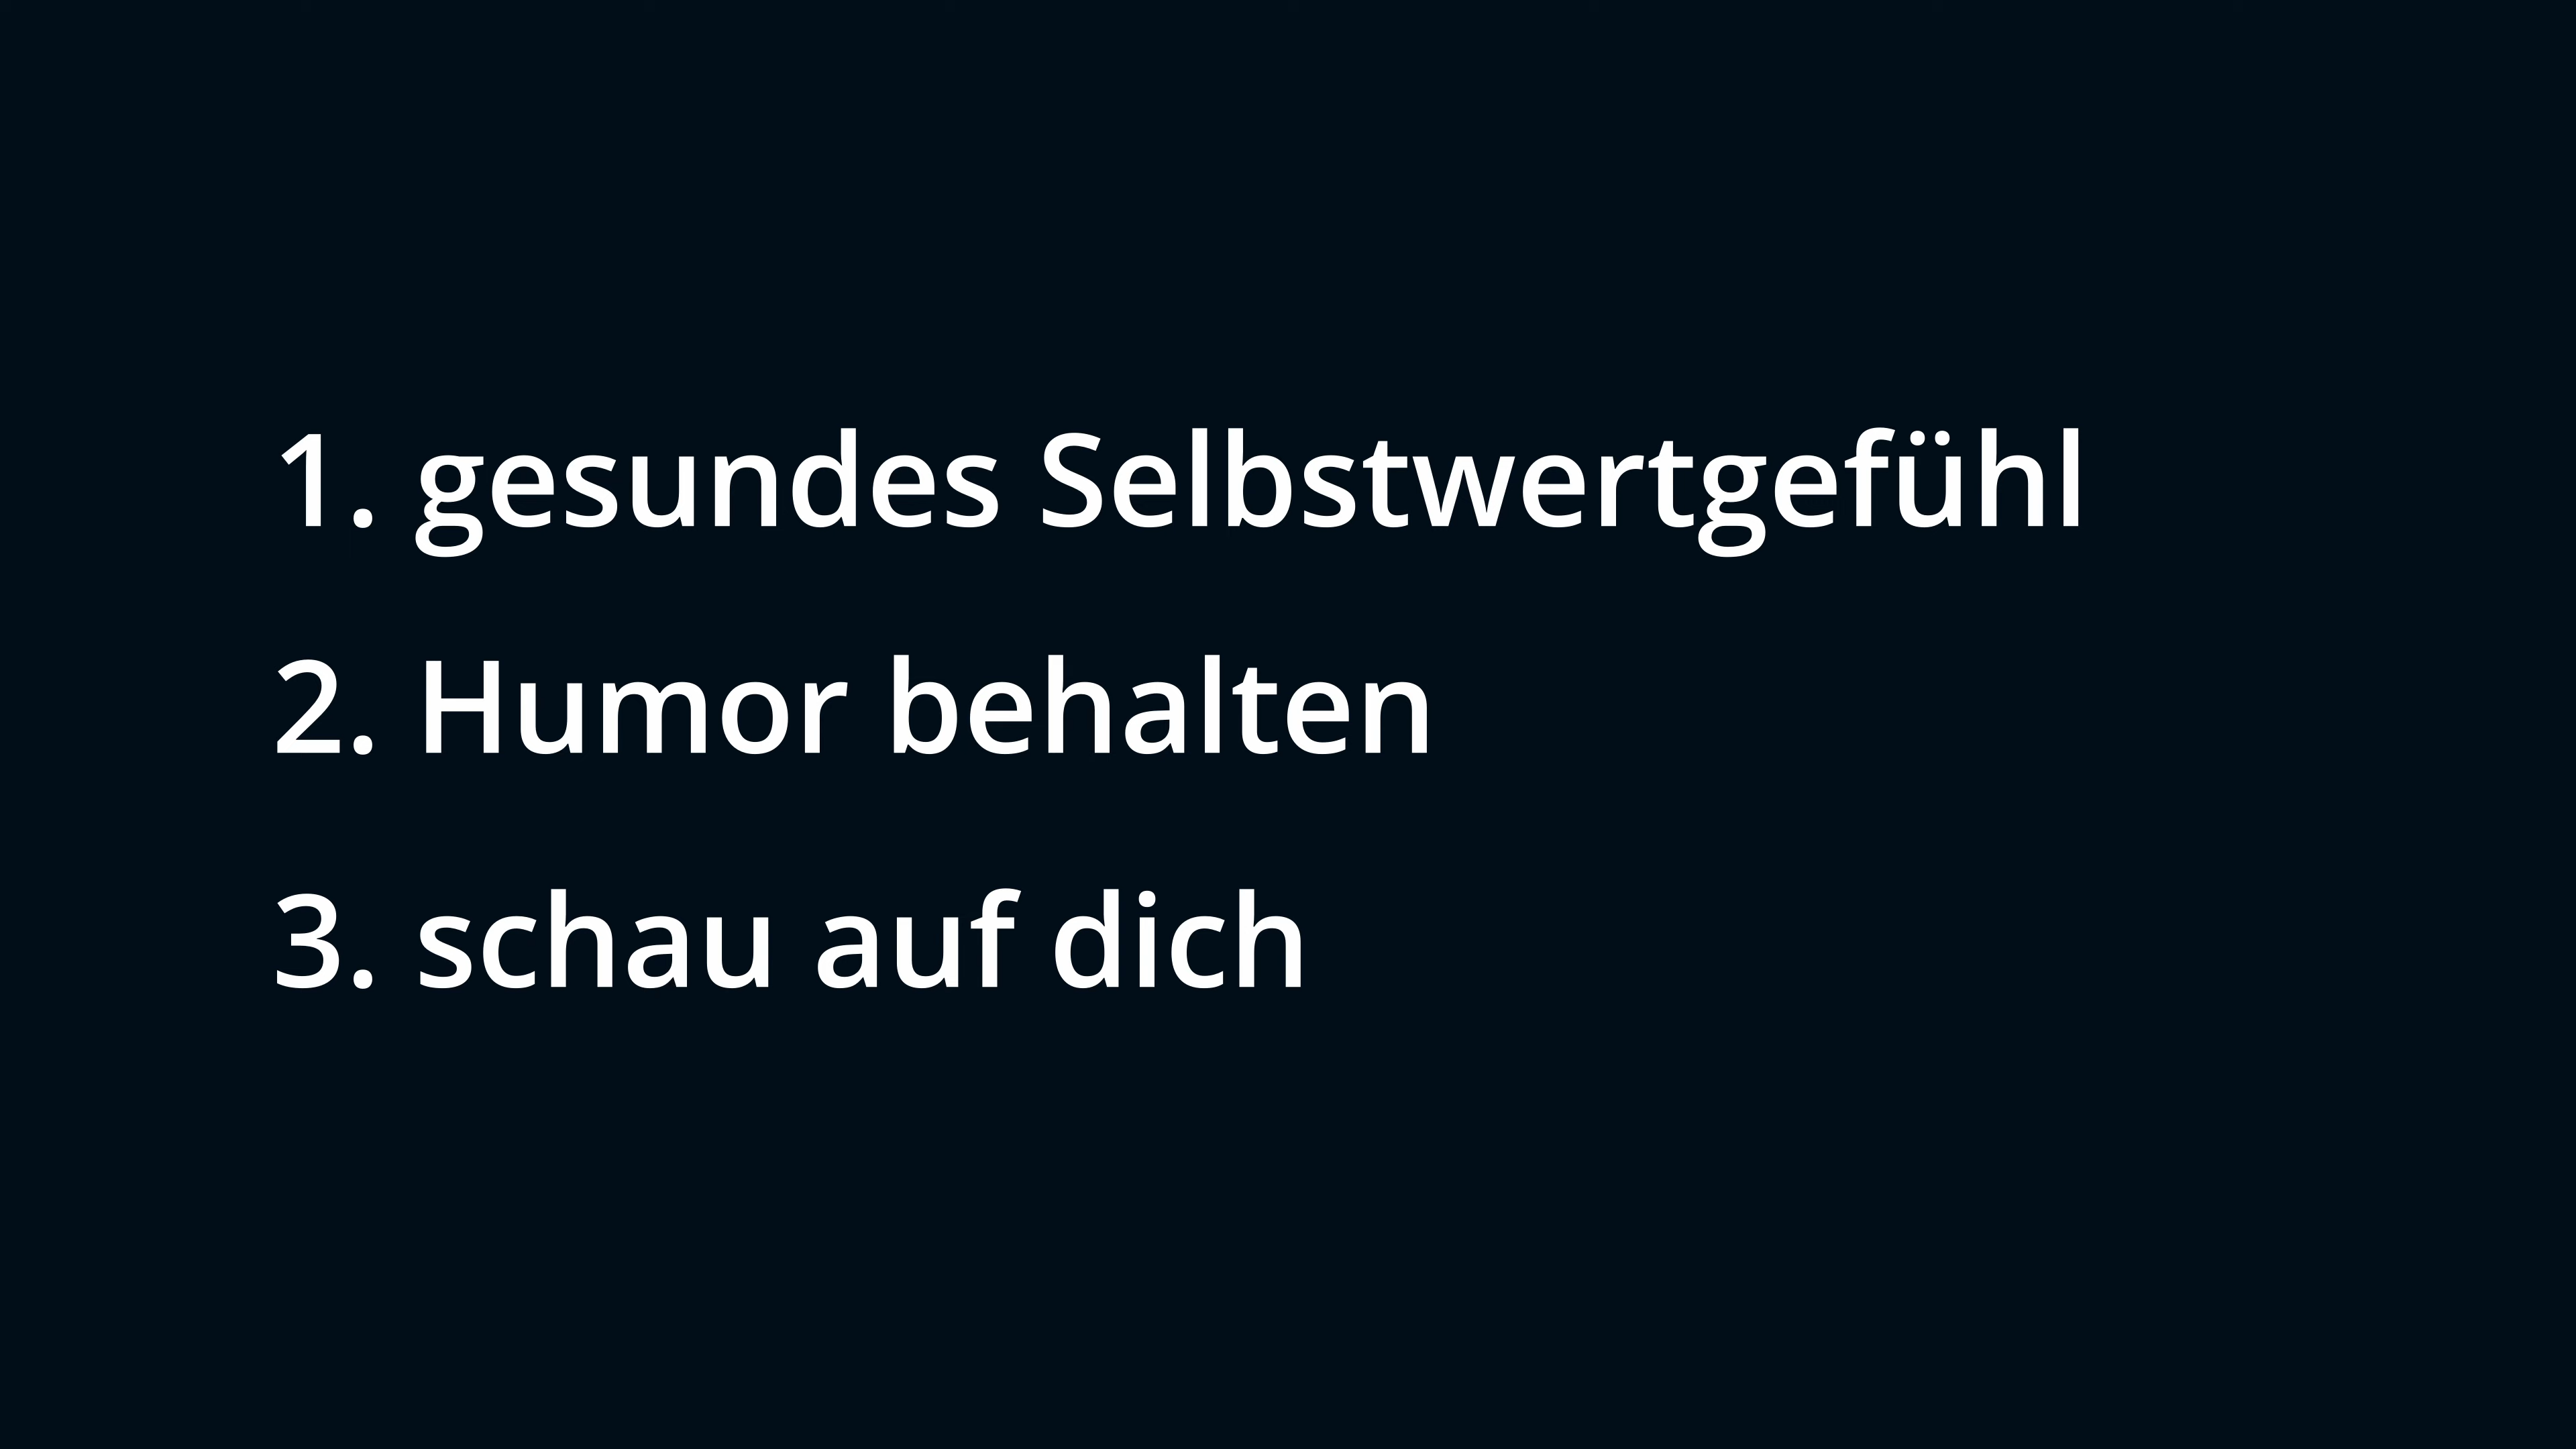 1. gesundes Selbstwertgefühl
2. Humor behalten
3. schau auf dich